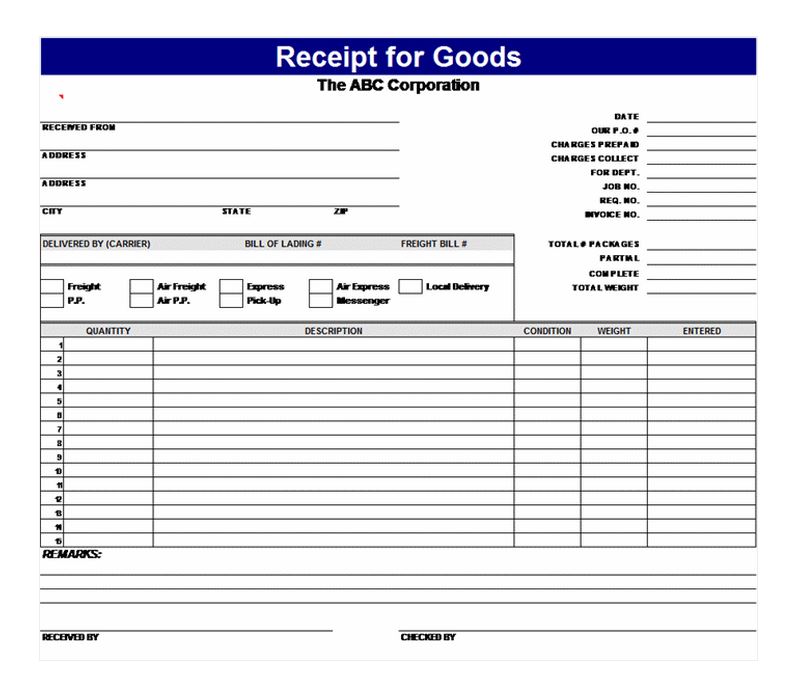 Receipt for Goods
The ABC Corporation
DATE
RECEIVED FROM
OUR P.O. #
CHARGES PREPAID
ADDRESS
CHARGES COLLECT
FOR DEPT.
ADDRESS
JOB NO.
REQ. NO.
CITY STATE ZIP
INVOICE NO.
DELIVERED BY (CARRIER) BILL OF LADING # FREIGHT BILL #
TOTAL # PACKAGES
PARTIAL
COMPLETE
TOTAL WEIGHT
Freight Air Freight Express Air Express Local Delivery
P.P. Air P.P. Pick-Up Messenger
QUANTITY DESCRIPTION CONDITION WEIGHT ENTERED
1
2
3
4
5
6
7
8
9
10
11
12
13
14
15
REMARKS:
RECEIVED BY CHECKED BY